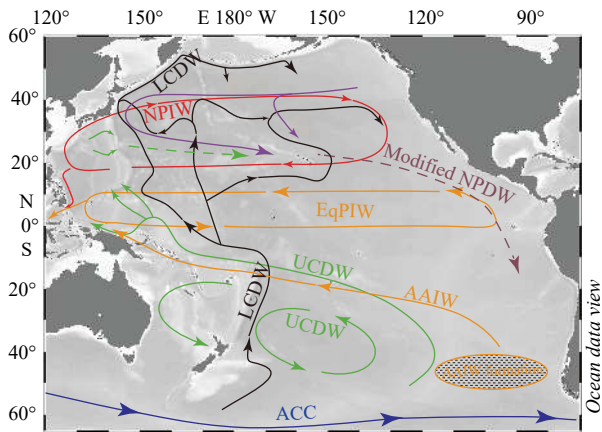 120° 150° E 180° W 150° 120° 90°
60°
LCDW
40°
NPIW
20°
Modified NPDW
N
EqPIW
0°
S
UCDW
LCDW
20°
AAIW
UCDW
40°
ACC
60°
Ocean data view